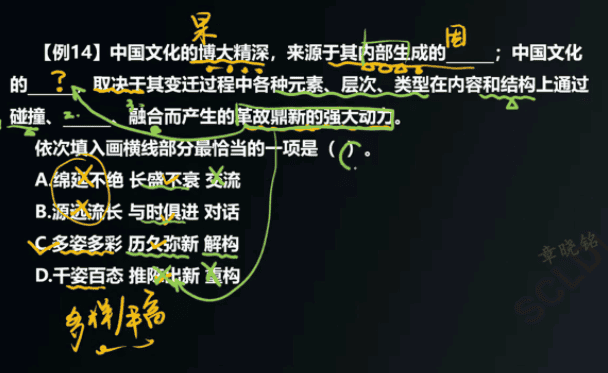 果
因
【例14】中国文化的博大精深，来源于其内部生成的______；中国文化
的______，取决于其变迁过程中各种元素、层次、类型在内容和结构上通过
?
碰撞、______、融合而产生的革故鼎新的强大动力。
依次填入画横线部分最恰当的一项是（ ）。
C
A.绵延不绝 长盛不衰 交流
B.源远流长 与时俱进 对话
C.多姿多彩 历久弥新 解构
D.千姿百态 推陈出新 重构
多样/丰富
章晓铭